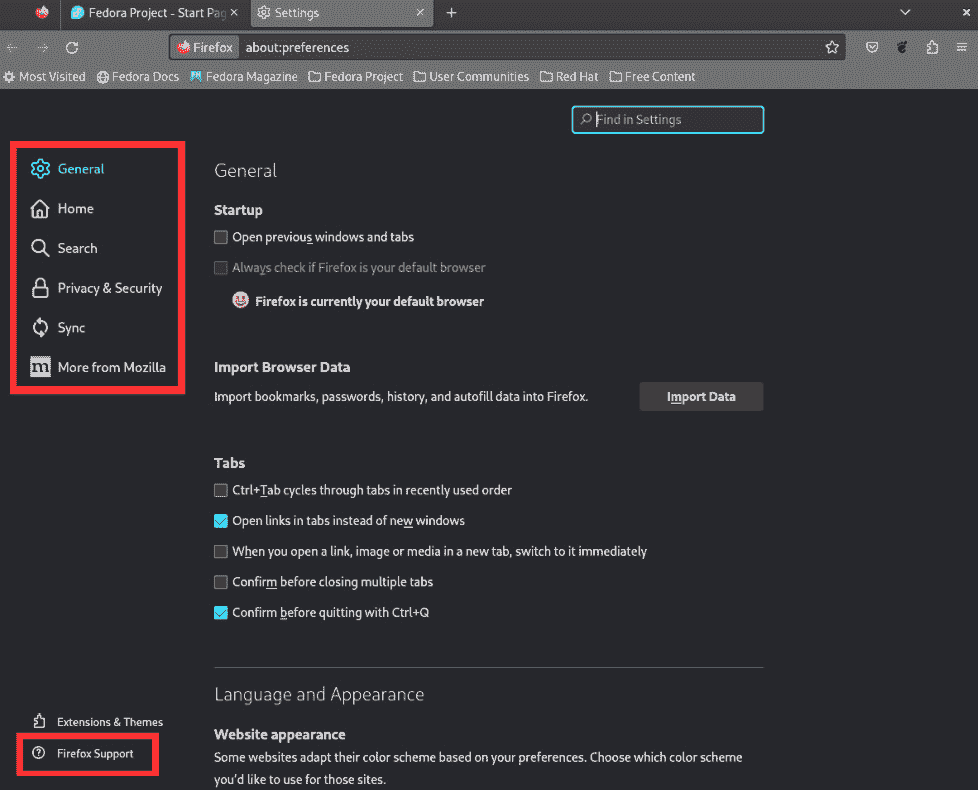 Fedora Project - Start Pag
Settings
Firefox about:preferences
Most Visited Fedora Docs Fedora Magazine Fedora Project User Communities Red Hat Free Content
Find in Settings
General
Home
Search
Privacy & Security
Sync
m More from Mozilla
General
Startup
Open previous windows and tabs
Always check if Firefox is your default browser
Firefox is currently your default browser
Import Browser Data
Import bookmarks, passwords, history, and autofill data into Firefox.
Import Data
Tabs
Ctrl+Tab cycles through tabs in recently used order
Open links in tabs instead of new windows
When you open a link, image or media in a new tab, switch to it immediately
Confirm before closing multiple tabs
Confirm before quitting with Ctrl+Q
Language and Appearance
Website appearance
Some websites adapt their color scheme based on your preferences. Choose which color scheme
you'd like to use for those sites.
Extensions & Themes
Firefox Support